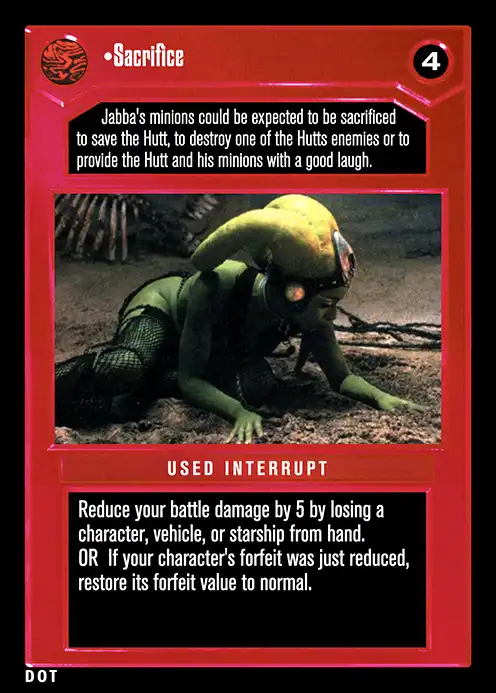 •Sacrifice
4
Jabba's minions could be expected to be sacrificed
to save the Hutt, to destroy one of the Hutts enemies or to
provide the Hutt and his minions with a good laugh.
USED INTERRUPT
Reduce your battle damage by 5 by losing a
character, vehicle, or starship from hand.
OR If your character's forfeit was just reduced,
restore its forfeit value to normal.
DOT